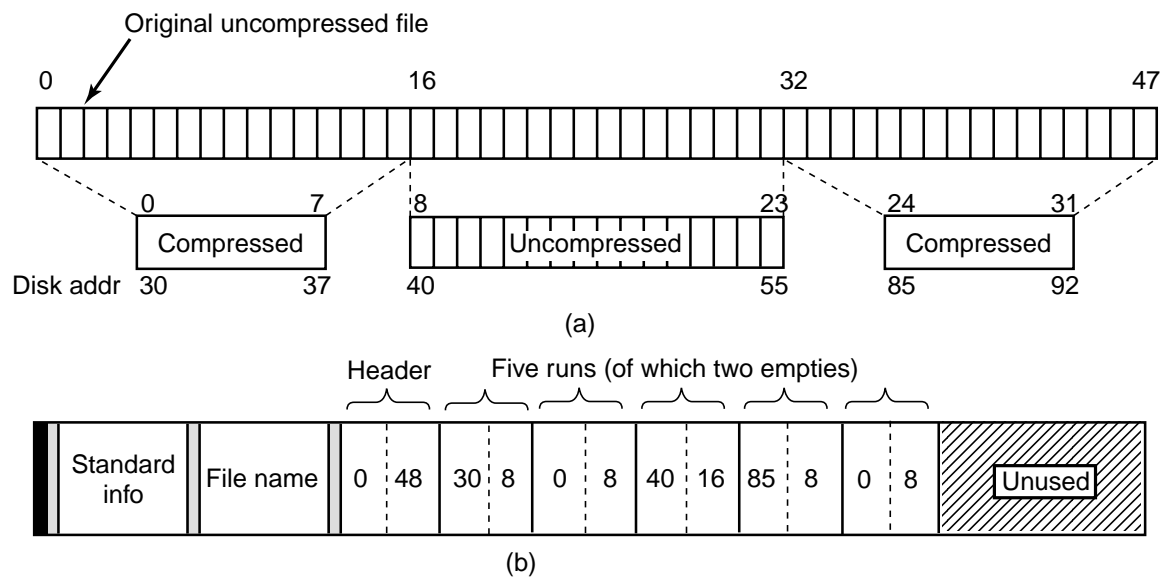 Original uncompressed file
0 16 32 47
0 7 8 23 24 31
Compressed Uncompressed Compressed
Disk addr 30 37 40 55 85 92
(a)
Header Five runs (of which two empties)
Standard info File name 0 48 30 8 0 8 40 16 85 8 0 8 Unused
(b)